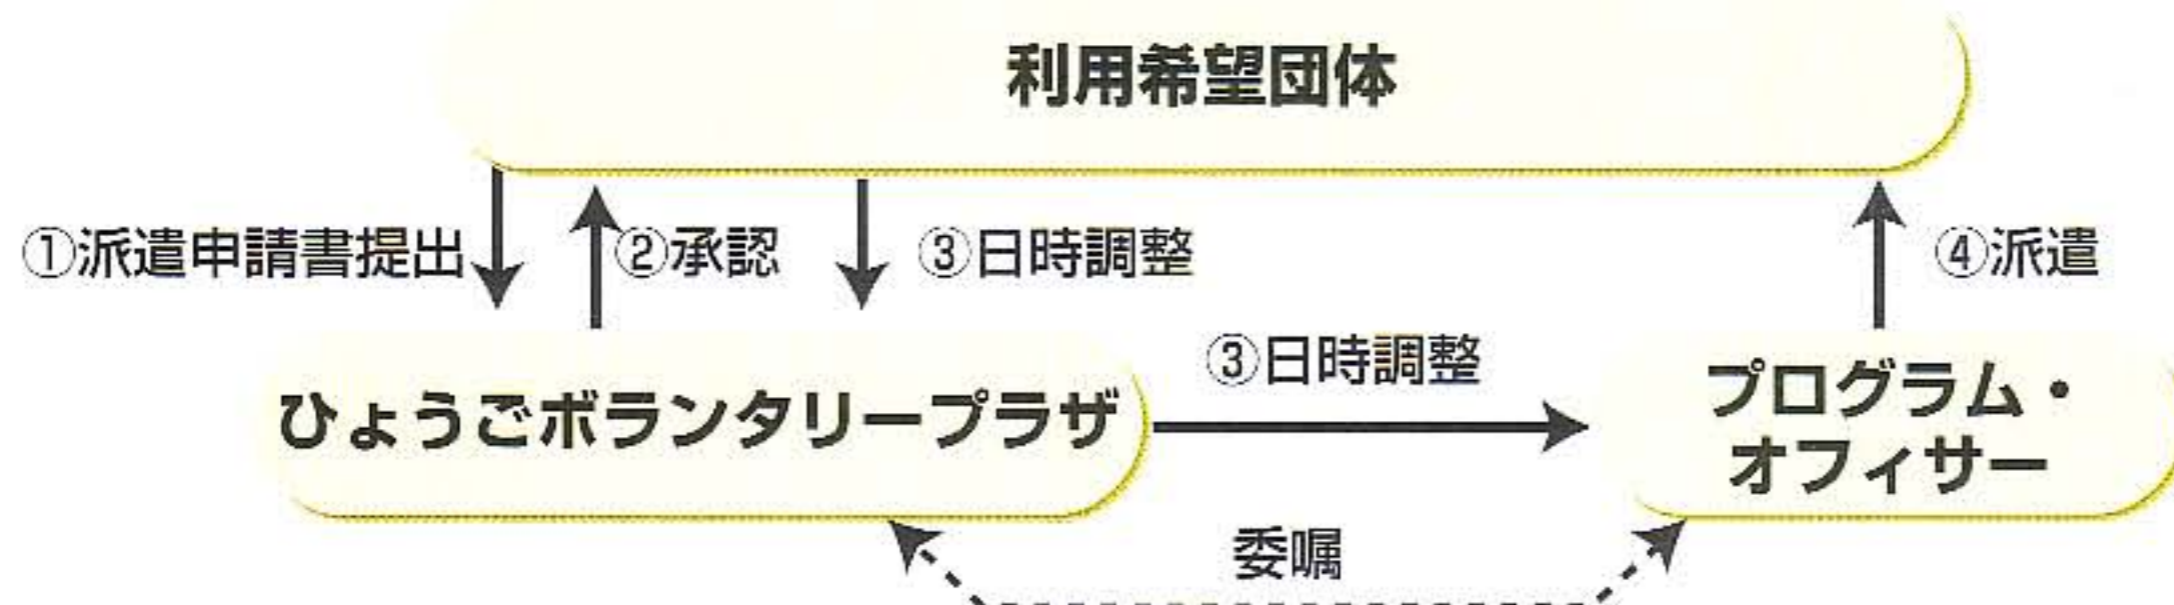 利用希望団体
①派遣申請書提出
②承認
③日時調整
④派遣
③日時調整
ひょうごボランタリープラザ
プログラム・
オフィサー
委嘱